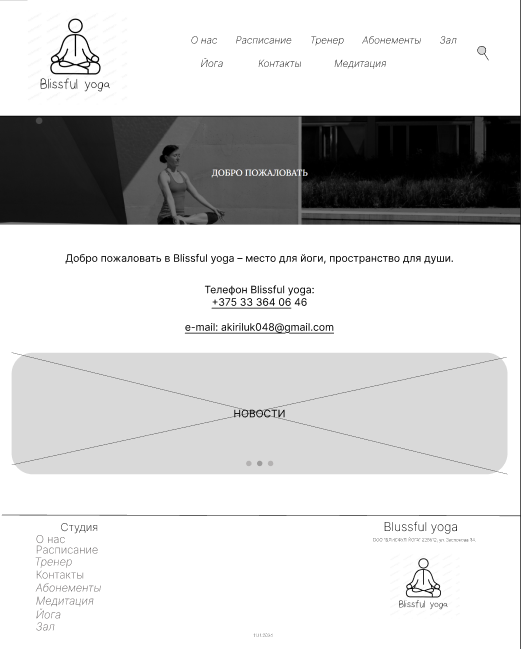 О нас Расписание Тренер Абонементы Зал
Йога Контакты Медитация
Blissful yoga
ДОБРО ПОЖАЛОВАТЬ
Добро пожаловать в Blissful yoga – место для йоги, пространство для души.
Телефон Blissful yoga:
+375 33 364 06 46
e-mail: akiriluk048@gmail.com
НОВОСТИ
Студия
О нас
Расписание
Тренер
Контакты
Абонементы
Медитация
Йога
Зал
Blussful yoga
Blissful yoga